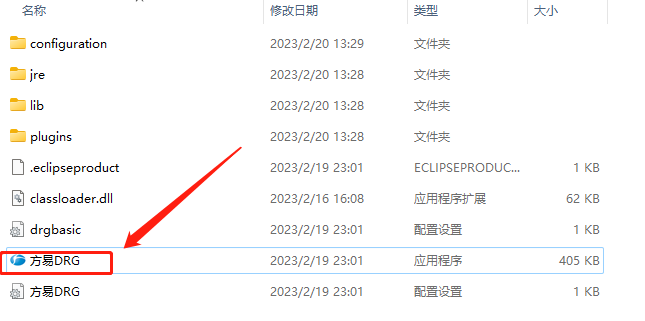 名称 修改日期 类型 大小
configuration 2023/2/20 13:29 文件夹
jre 2023/2/20 13:28 文件夹
lib 2023/2/20 13:28 文件夹
plugins 2023/2/20 13:28 文件夹
.eclipseproduct 2023/2/19 23:01 ECLIPSEPRODUC... 1 KB
classloader.dll 2023/2/16 16:08 应用程序扩展 62 KB
drgbasic 2023/2/19 23:01 配置设置 1 KB
方易DRG 2023/2/19 23:01 应用程序 405 KB
方易DRG 2023/2/19 23:01 配置设置 1 KB